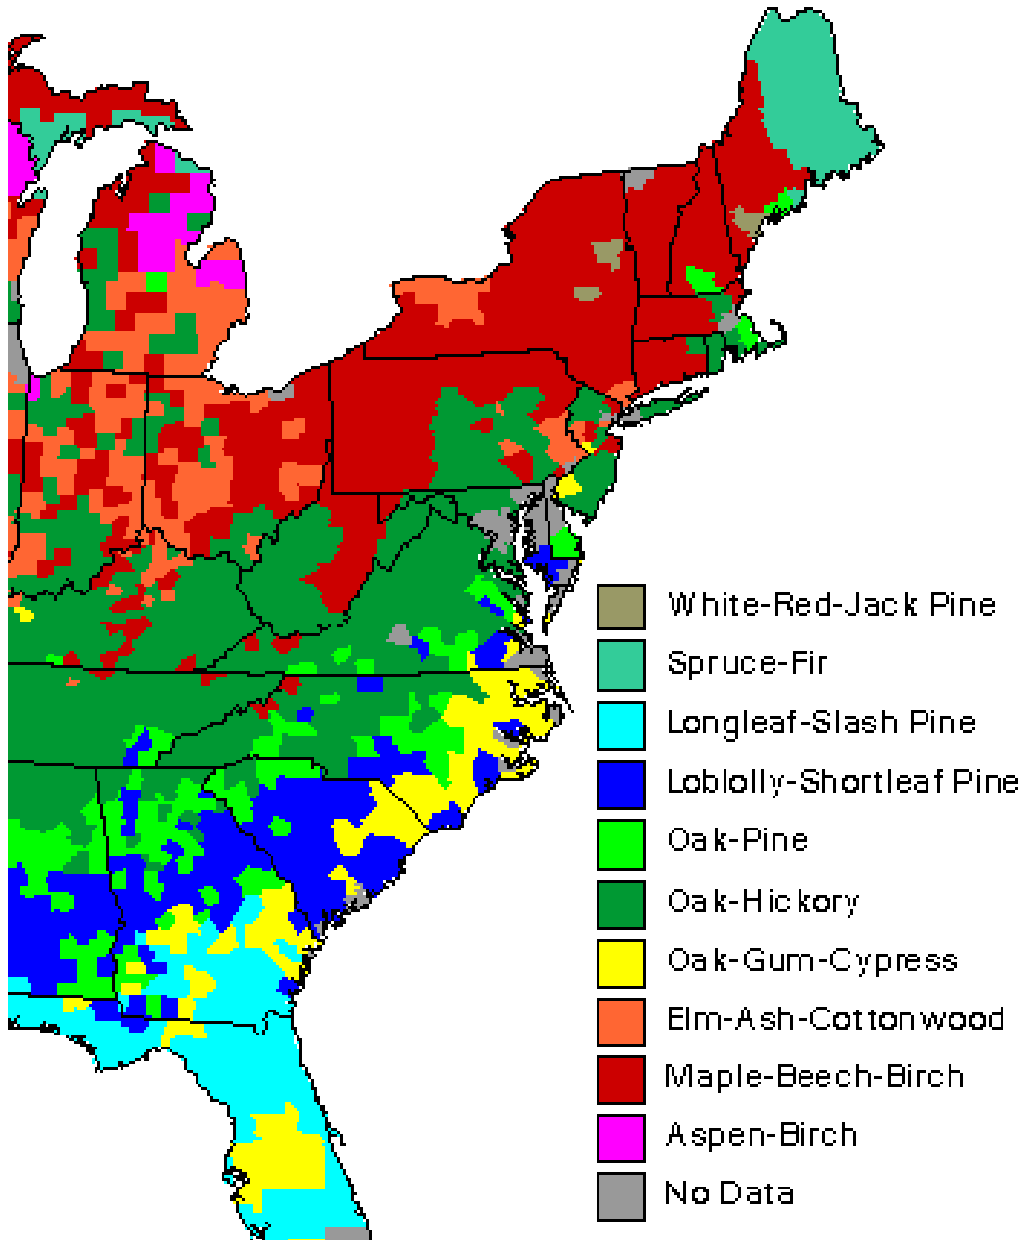 White-Red-Jack Pine
Spruce-Fir
Longleaf-Slash Pine
Loblolly-Shortleaf Pine
Oak-Pine
Oak-Hickory
Oak-Gum-Cypress
Elm-Ash-Cottonwood
Maple-Beech-Birch
Aspen-Birch
No Data